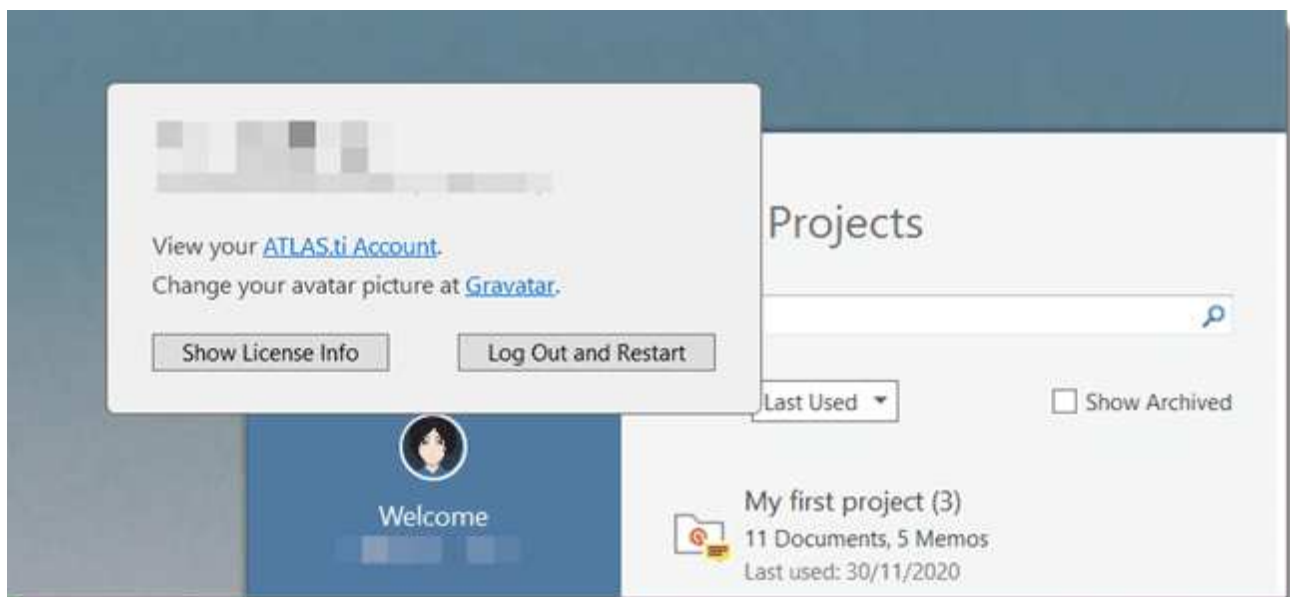 View your ATLAS.ti Account.
Change your avatar picture at Gravatar.
Show License Info
Log Out and Restart
Projects
Last Used
Show Archived
Welcome
My first project (3)
11 Documents, 5 Memos
Last used: 30/11/2020